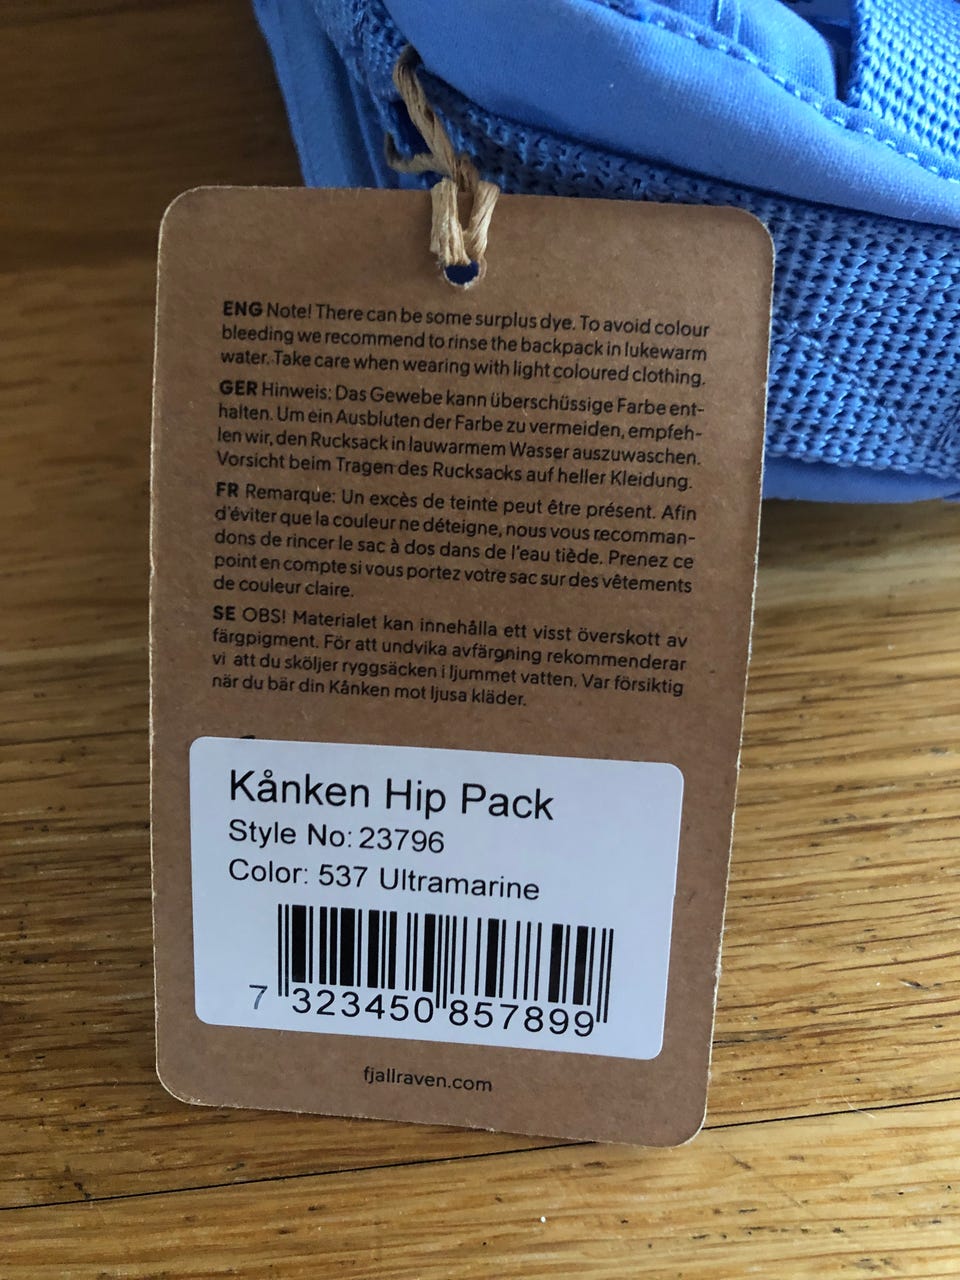 ENG Note! There can be some surplus dye. To avoid colour
bleeding we recommend to rinse the backpack in lukewarm
water. Take care when wearing with light coloured clothing.
GER Hinweis: Das Gewebe kann überschüssige Farbe ent-
halten. Um ein Ausbluten der Farbe zu vermeiden, empfeh-
len wir, den Rucksack in lauwarmem Wasser auszuwaschen.
Vorsicht beim Tragen des Rucksacks auf heller Kleidung.
FR Remarque: Un excès de teinte peut être présent. Afin
d'éviter que la couleur ne déteigne, nous vous recomman-
dons de rincer le sac à dos dans de l'eau tiède. Prenez ce
point en compte si vous portez votre sac sur des vêtements
de couleur claire.
SE OBS! Materialet kan innehålla ett visst överskott av
färgpigment. För att undvika avfärgning rekommenderar
vi att du sköljer ryggsäcken i ljummet vatten. Var försiktig
när du bär din Kånken mot ljusa kläder.
Kånken Hip Pack
Style No: 23796
Color: 537 Ultramarine
7 323450 857899
fjallraven.com